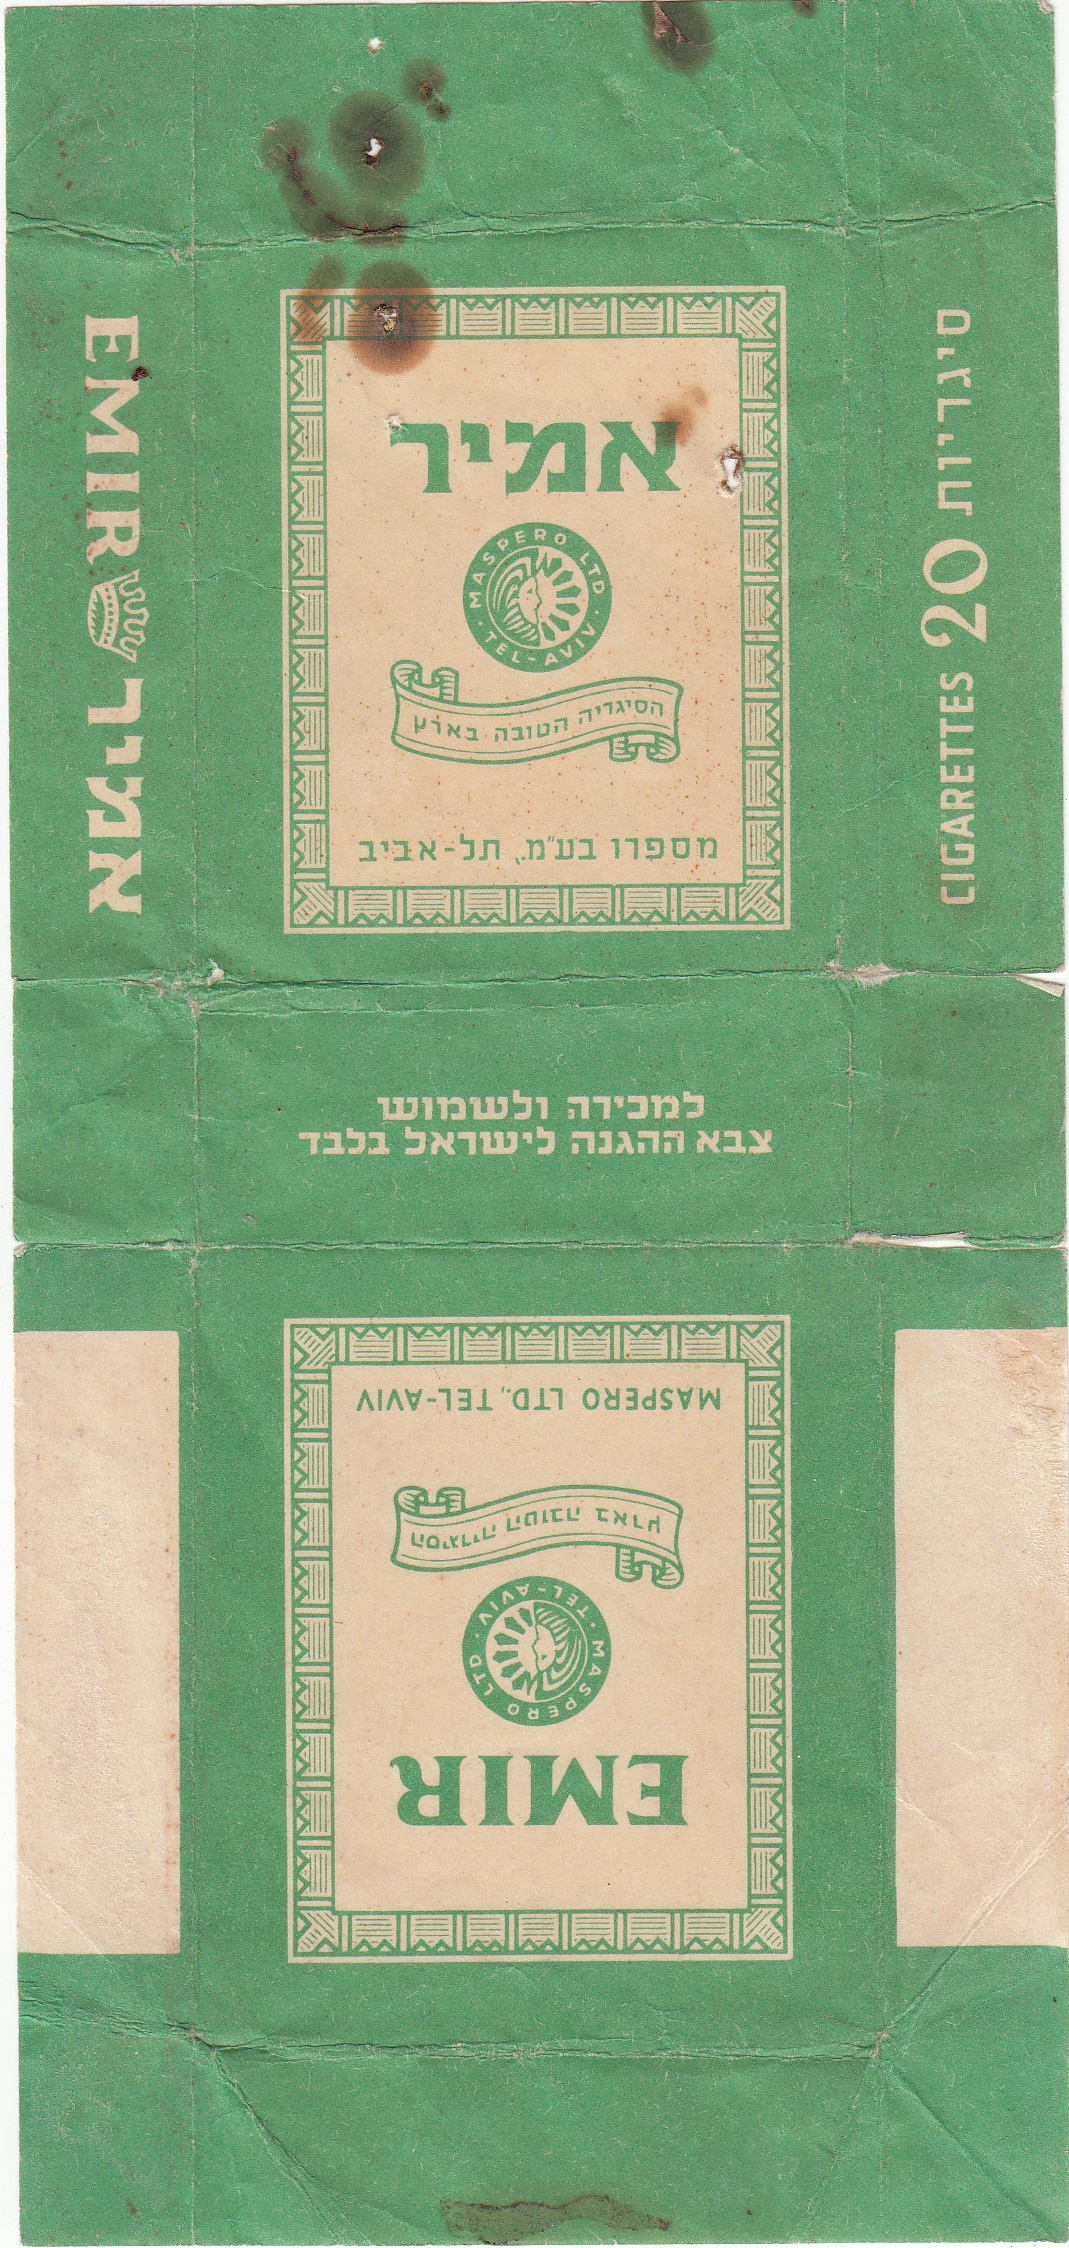 אמיר
MASPERO LTD
TEL-AVIV
הסיגריה הטובה בארץ
מספרו בע"מ., תל-אביב
EMIR אמיר
סיגריות 20 CIGARETTES
למכירה ולשמוש
צבא ההגנה לישראל בלבד
MASPERO LTD., TEL-AVIV
הסיגריה הטובה בארץ
MASPERO LTD
TEL-AVIV
EMIR